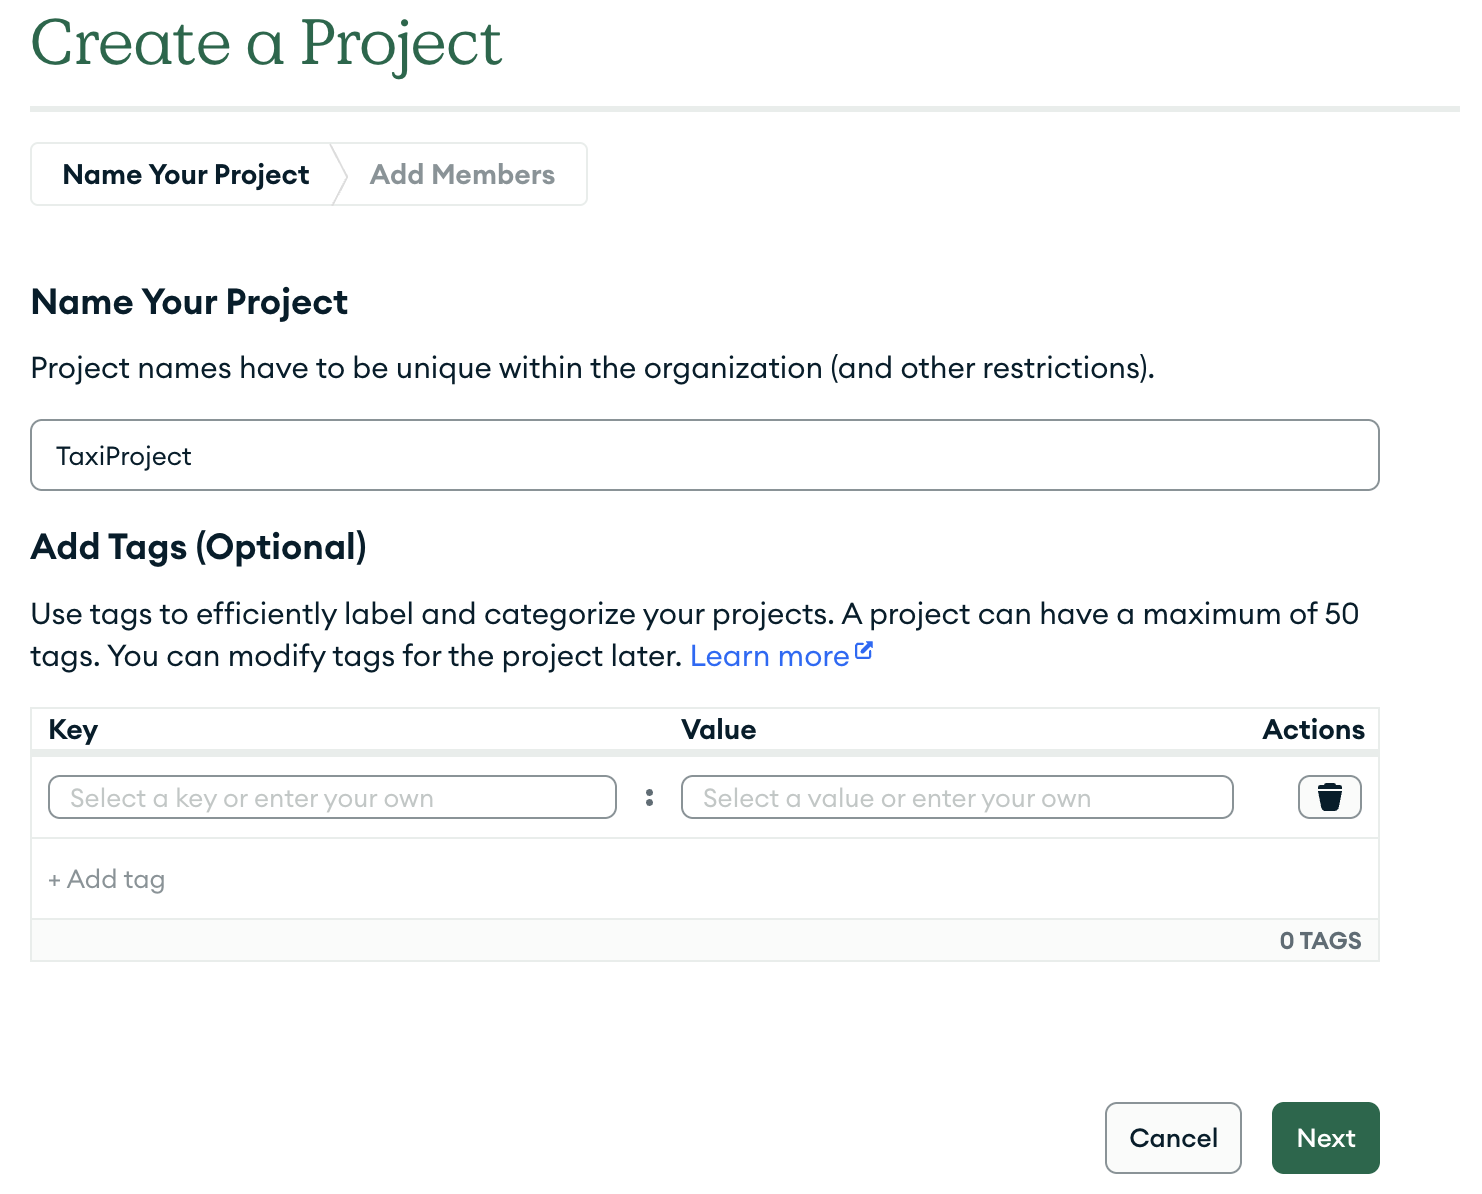 Create a Project
Name Your Project
Add Members
Name Your Project
Project names have to be unique within the organization (and other restrictions).
TaxiProject
Add Tags (Optional)
Use tags to efficiently label and categorize your projects. A project can have a maximum of 50
tags. You can modify tags for the project later. Learn more
Key Value Actions
Select a key or enter your own : Select a value or enter your own
+ Add tag
0 TAGS
Cancel Next